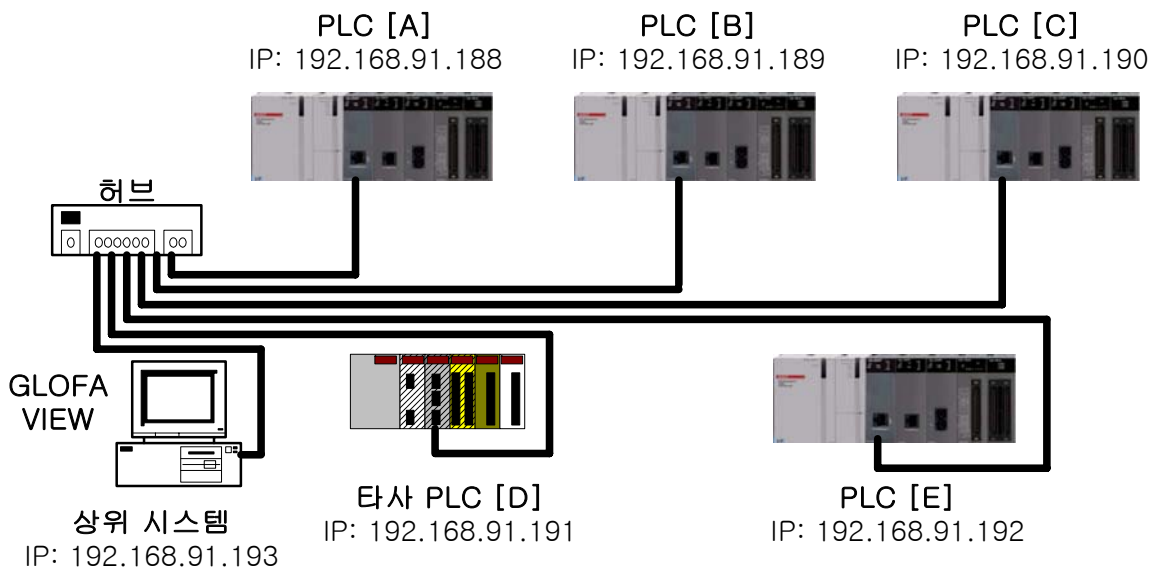 PLC [A]
IP: 192.168.91.188
PLC [B]
IP: 192.168.91.189
PLC [C]
IP: 192.168.91.190
허브
GLOFA
VIEW
상위 시스템
IP: 192.168.91.193
타사 PLC [D]
IP: 192.168.91.191
PLC [E]
IP: 192.168.91.192